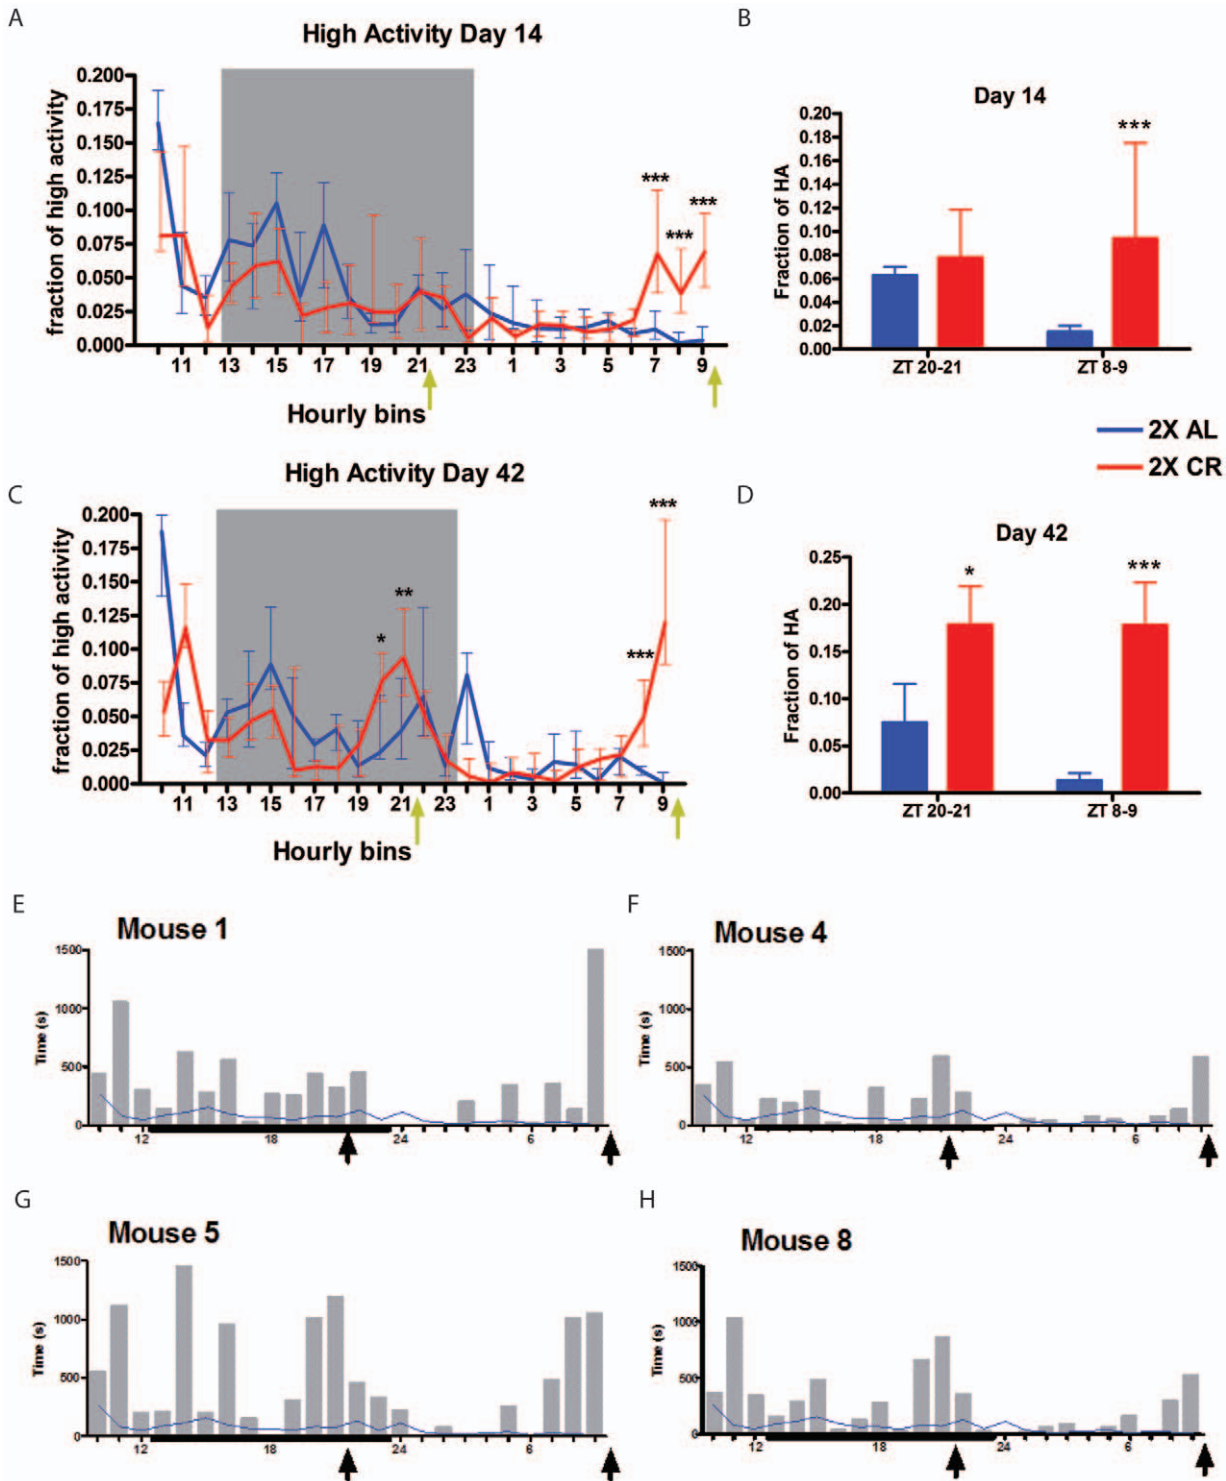 A
High Activity Day 14
fraction of high activity
0.200
0.175
0.150
0.125
0.100
0.075
0.050
0.025
0.000
***
***
***
11 13 15 17 19 21 23 1 3 5 7 9
Hourly bins
B
Day 14
Fraction of HA
0.20
0.18
0.16
0.14
0.12
0.10
0.08
0.06
0.04
0.02
0.00
***
ZT 20-21 ZT 8-9
2X AL
2X CR
C
High Activity Day 42
fraction of high activity
0.200
0.175
0.150
0.125
0.100
0.075
0.050
0.025
0.000
*
**
***
***
11 13 15 17 19 21 23 1 3 5 7 9
Hourly bins
D
Day 42
Fraction of HA
0.25
0.20
0.15
0.10
0.05
0.00
*
***
ZT 20-21 ZT 8-9
E
Mouse 1
Time (s)
1500
1000
500
0
12 18 24 6
F
Mouse 4
Time (s)
1500
1000
500
0
12 18 24 6
G
Mouse 5
Time (s)
1500
1000
500
0
12 18 24 6
H
Mouse 8
Time (s)
1500
1000
500
0
12 18 24 6